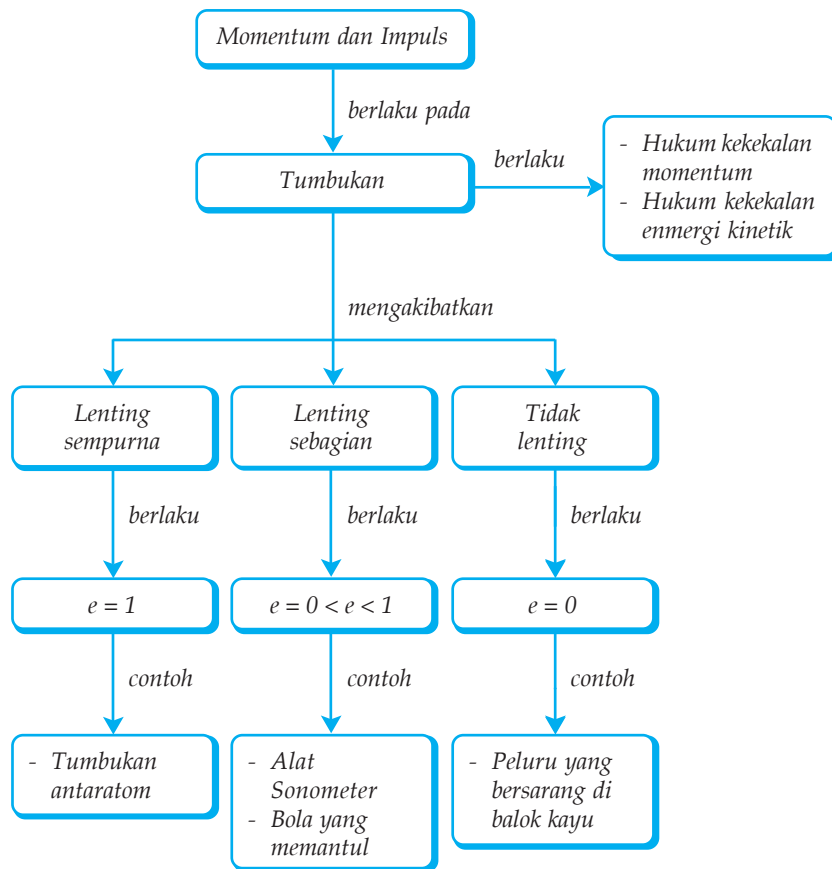 Momentum dan Impuls
berlaku pada
Tumbukan
berlaku
- Hukum kekekalan
momentum
- Hukum kekekalan
enmergi kinetik
mengakibatkan
Lenting
sempurna
Lenting
sebagian
Tidak
lenting
berlaku
berlaku
berlaku
e = 1
e = 0 < e < 1
e = 0
contoh
contoh
contoh
- Tumbukan
antaratom
- Alat
Sonometer
- Bola yang
memantul
- Peluru yang
bersarang di
balok kayu